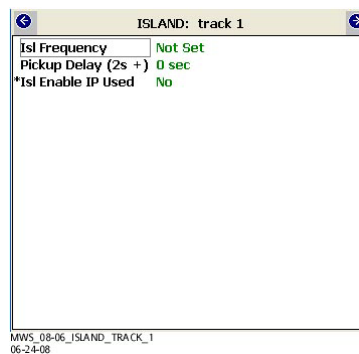 ISLAND: track 1
Isl Frequency Not Set
Pickup Delay (2s +) 0 sec
*Isl Enable IP Used No
MWS_08-06_ISLAND_TRACK_1
06-24-08